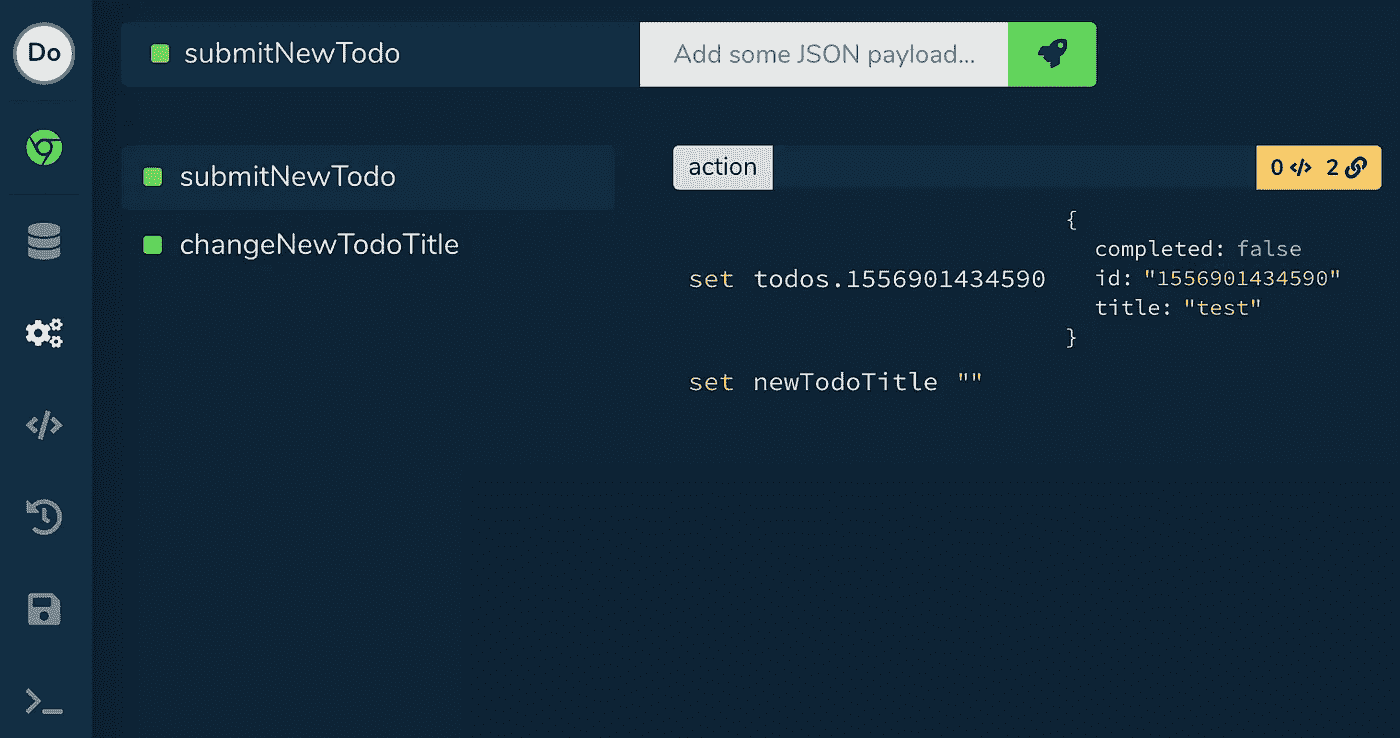 Do
submitNewTodo
Add some JSON payload...
submitNewTodo
changeNewTodoTitle
action
0 </> 2
{
completed: false
set todos.1556901434590 id: "1556901434590"
title: "test"
}
set newTodoTitle ""